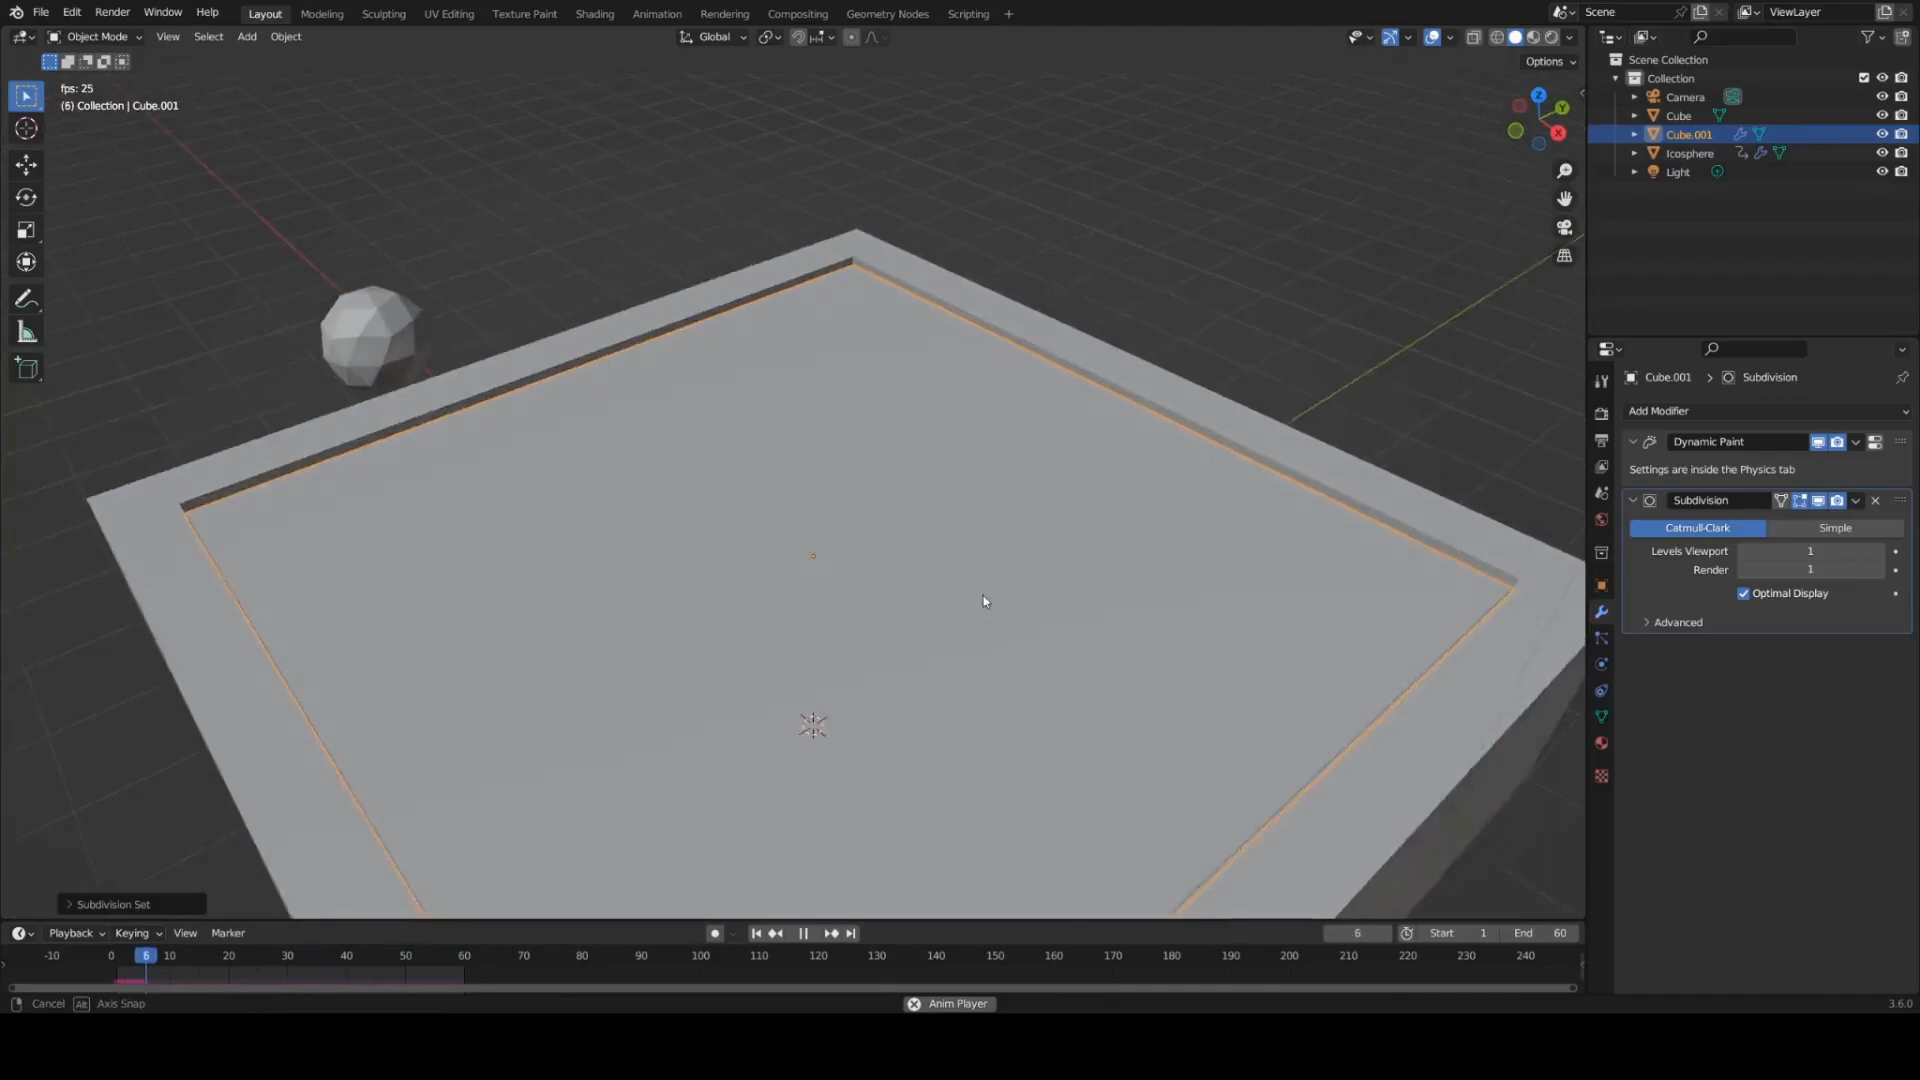 File Edit Render Window Help Layout Modeling Sculpting UV Editing Texture Paint Shading Animation Rendering Compositing Geometry Nodes Scripting + Scene ViewLayer
Object Mode View Select Add Object Global
Options
fps: 25
(6) Collection | Cube.001
Z
Y
X
Scene Collection
Collection
Camera
Cube
Cube.001
Icosphere
Light
Cube.001 > Subdivision
Add Modifier
Dynamic Paint
Settings are inside the Physics tab
Subdivision
Catmull-Clark Simple
Levels Viewport 1
Render 1
Optimal Display
> Advanced
> Subdivision Set
Playback Keying View Marker 6 Start 1 End 60
-10 0 6 10 20 30 40 50 60 70 80 90 100 110 120 130 140 150 160 170 180 190 200 210 220 230 240
Cancel Alt Axis Snap Anim Player 3.6.0